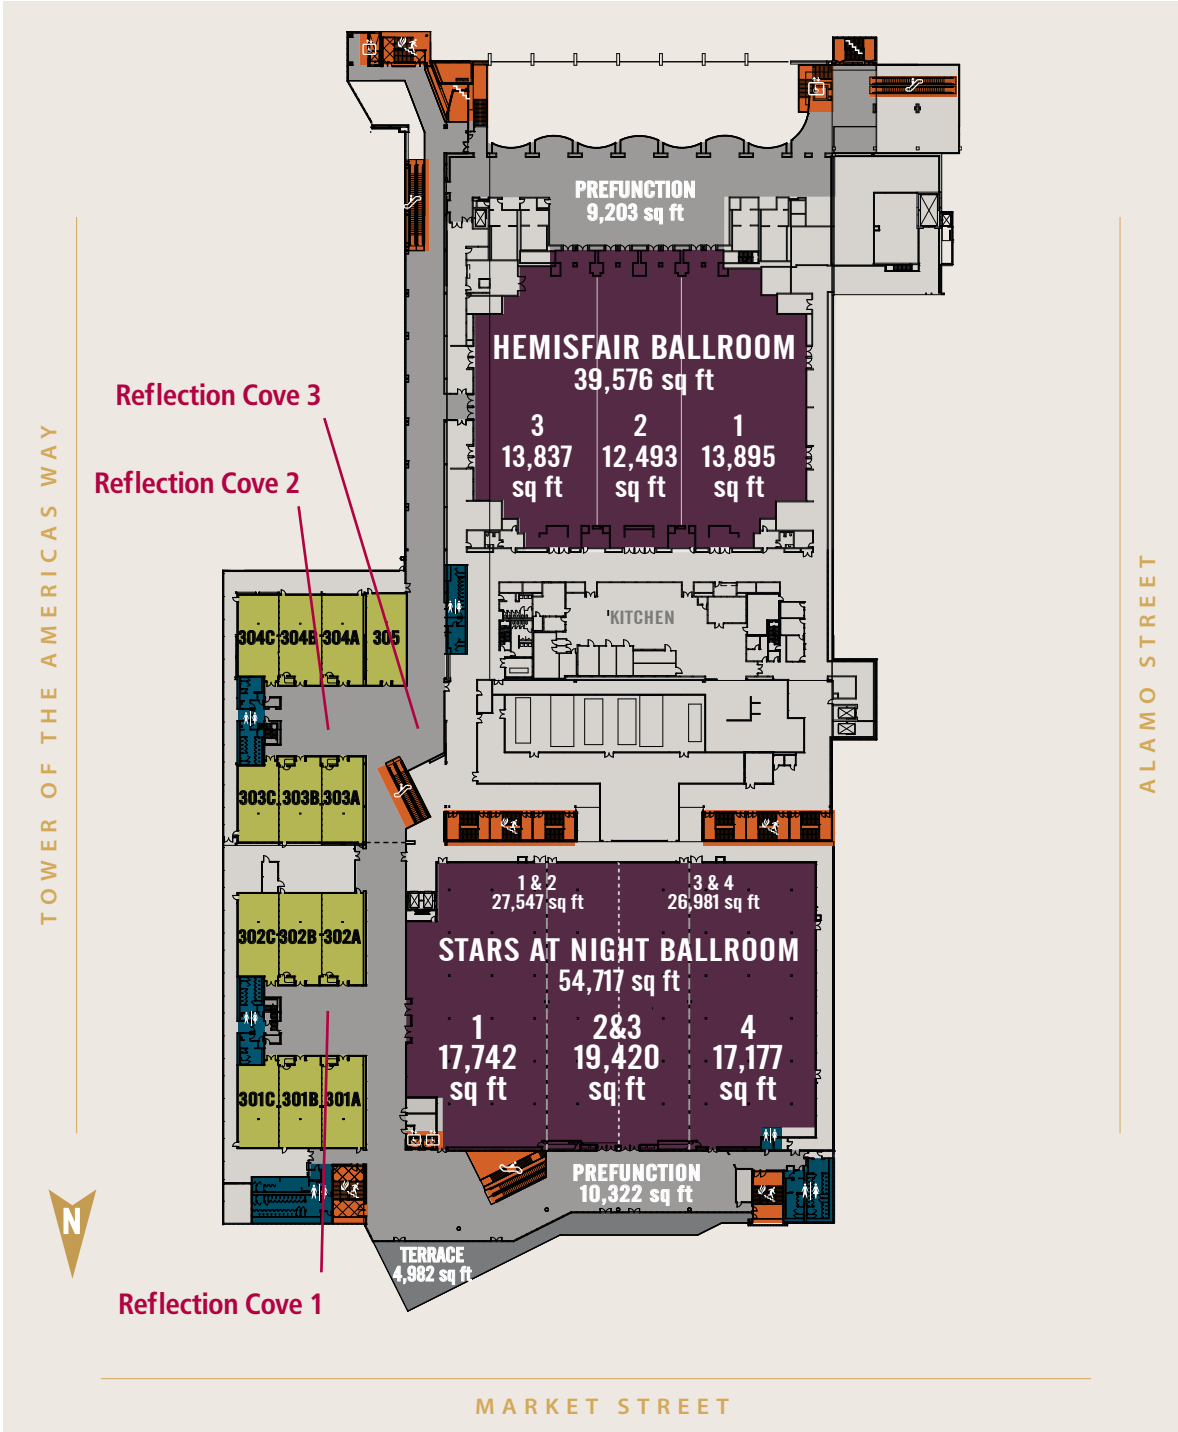 PREFUNCTION
9,203 sq ft
HEMISFAIR BALLROOM
39,576 sq ft
3
13,837
sq ft
2
12,493
sq ft
1
13,895
sq ft
Reflection Cove 3
Reflection Cove 2
TOWER OF THE AMERICAS WAY
ALAMO STREET
KITCHEN
304C 304B 304A 305
303C 303B 303A
302C 302B 302A
301C 301B 301A
1 & 2
27,547 sq ft
3 & 4
26,981 sq ft
STARS AT NIGHT BALLROOM
54,717 sq ft
1
17,742
sq ft
2&3
19,420
sq ft
4
17,177
sq ft
PREFUNCTION
10,322 sq ft
N
TERRACE
4,982 sq ft
Reflection Cove 1
MARKET STREET